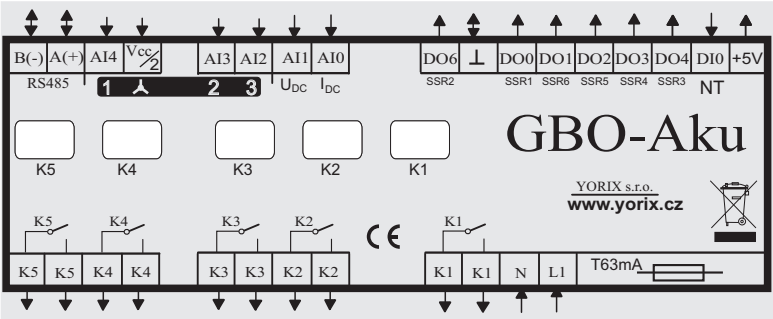 B(-) A(+) AI4 Vcc/2 AI3 AI2 AI1 AI0 DO6 ⊥ DO0 DO1 DO2 DO3 DO4 DI0 +5V
RS485 1 2 3 UDC IDC SSR2 SSR1 SSR6 SSR5 SSR4 SSR3 NT
GBO-Aku
K5 K4 K3 K2 K1
YORIX s.r.o.
www.yorix.cz
K5 K4 K3 K2 CE K1
K5 K5 K4 K4 K3 K3 K2 K2 K1 K1 N L1 T63mA